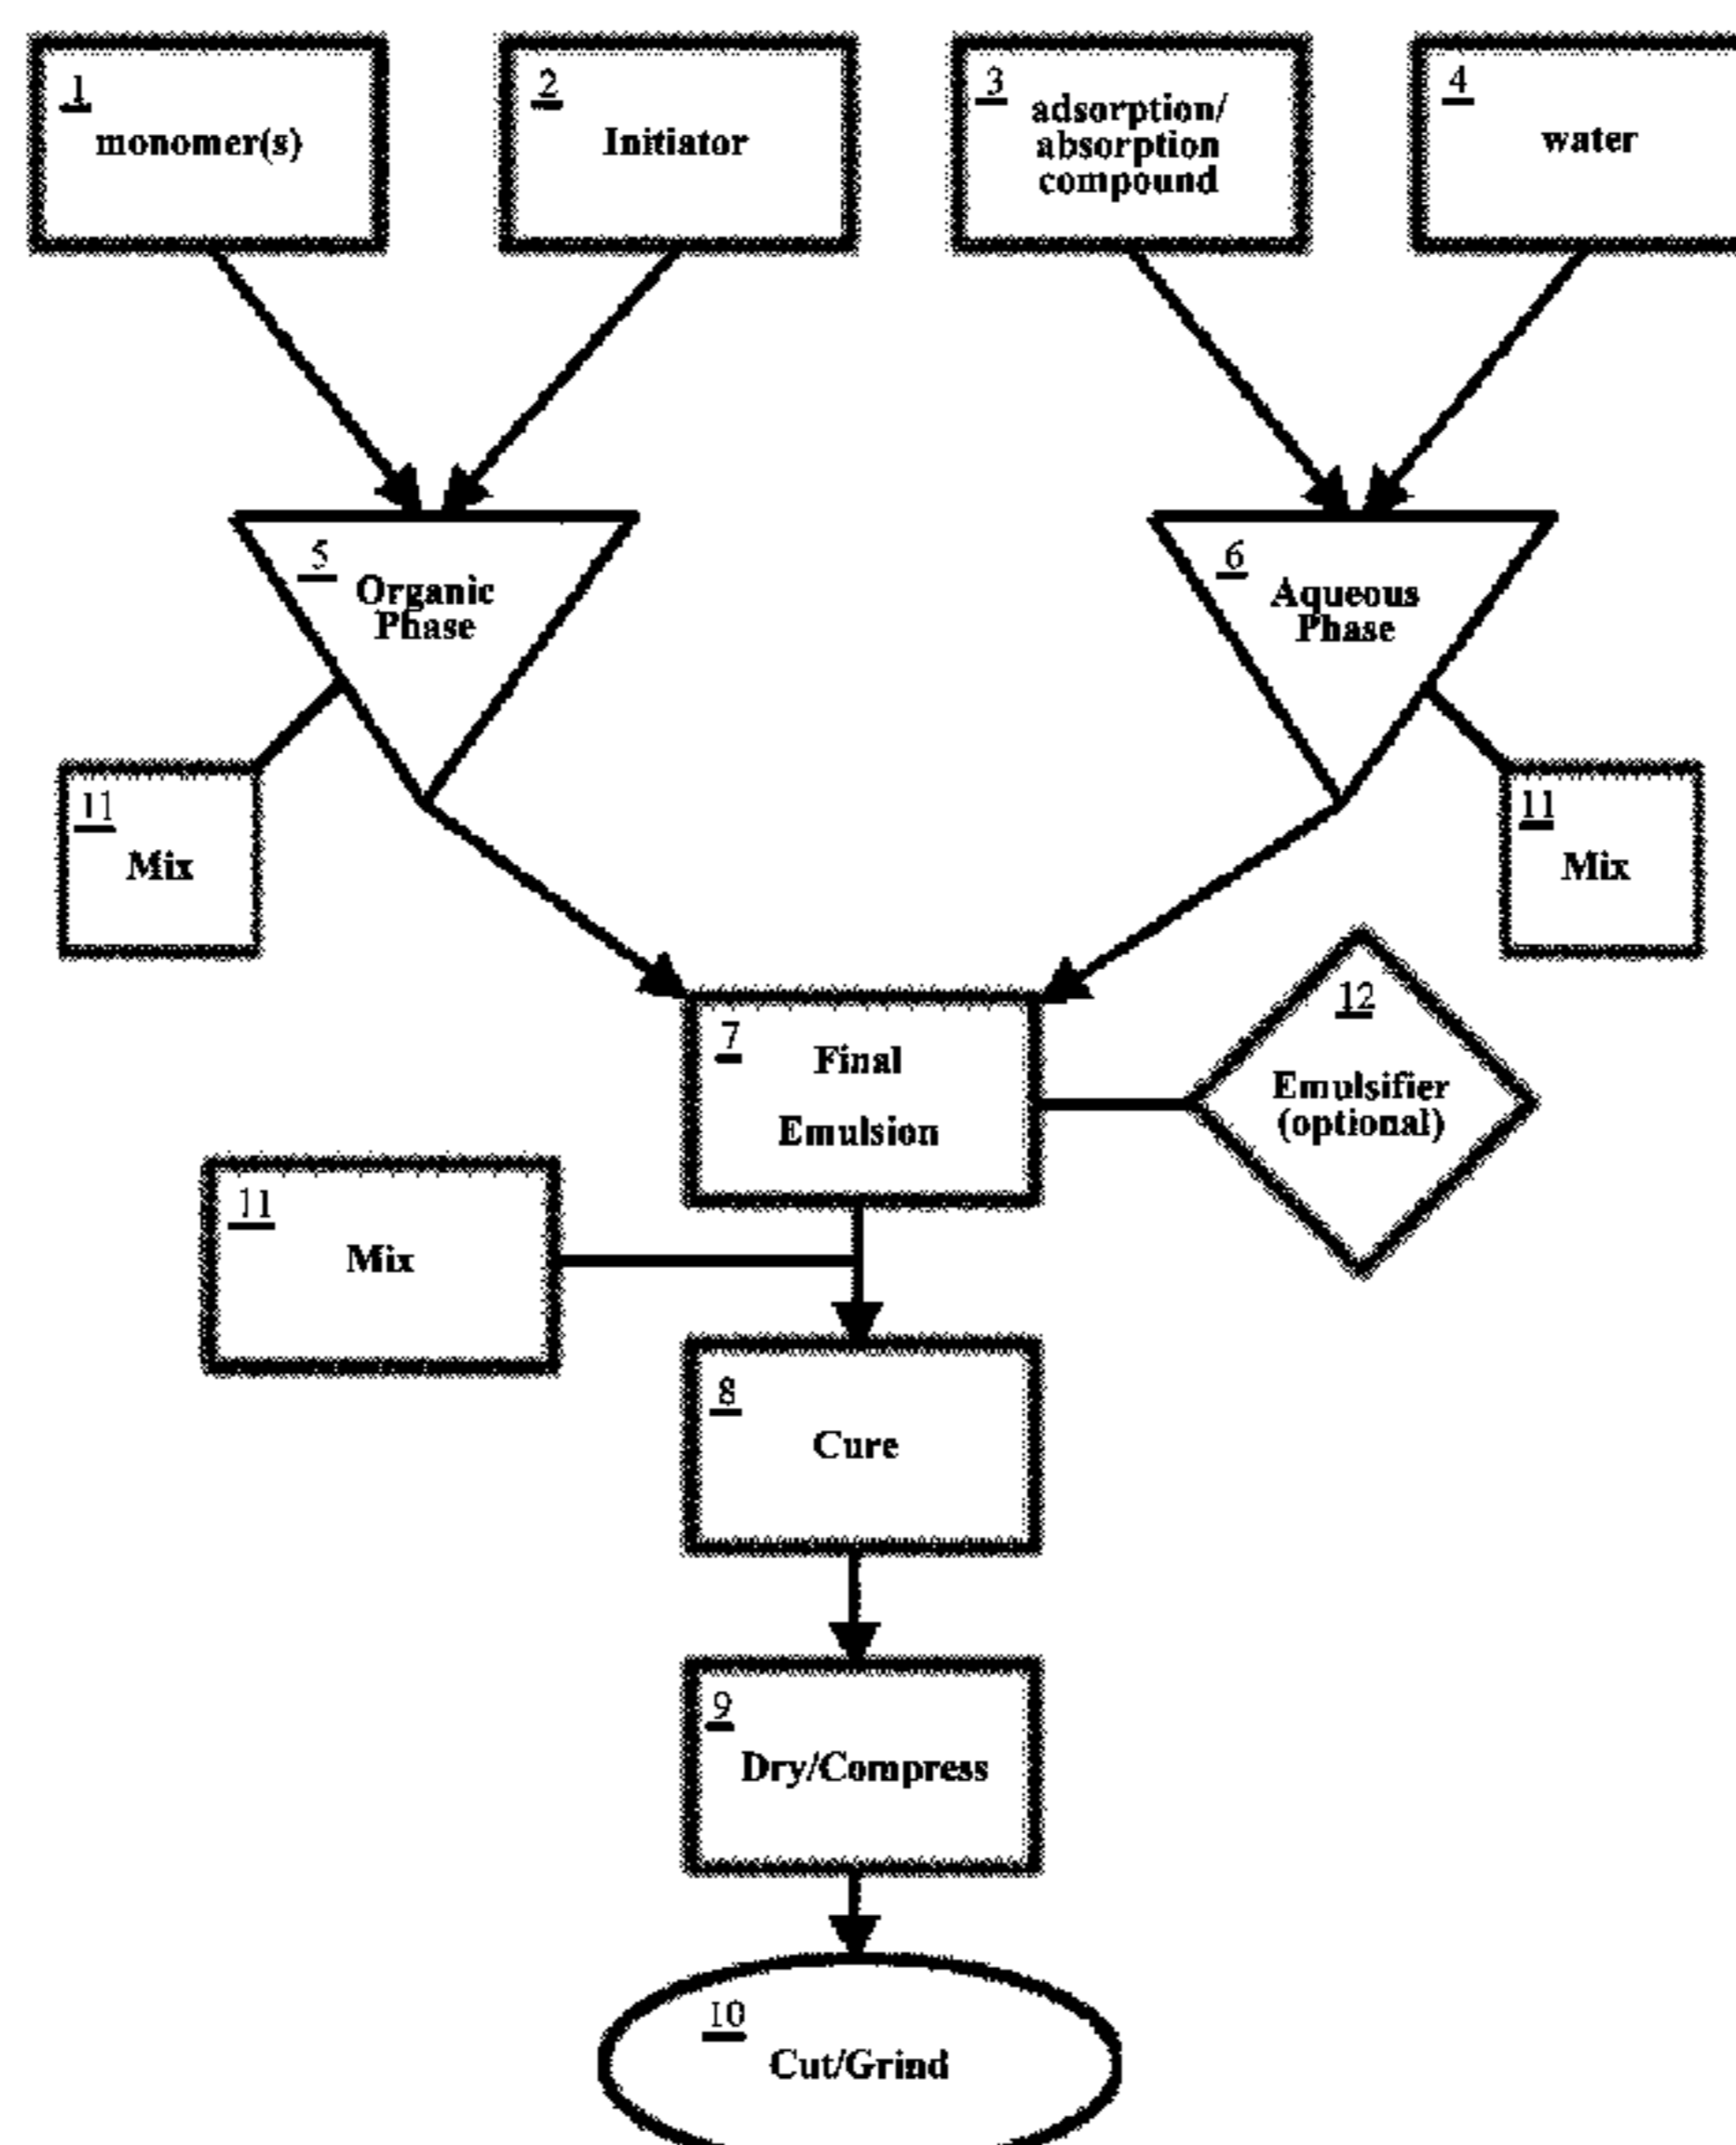 1
monomer(s)
2
Initiator
3
adsorption/
absorption
compound
4
water
5
Organic
Phase
6
Aqueous
Phase
11
Mix
11
Mix
7
Final
Emulsion
12
Emulsifier
(optional)
11
Mix
8
Cure
9
Dry/Compress
10
Cut/Grind